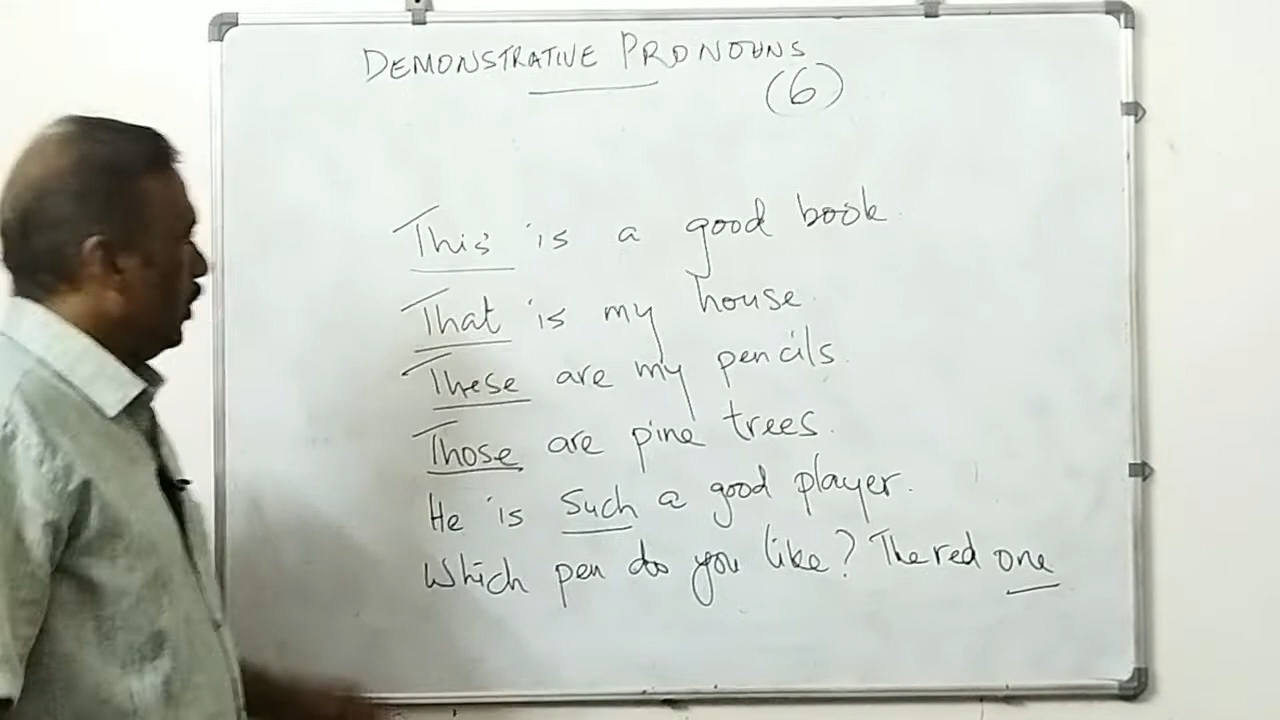 DEMONSTRATIVE PRONOUNS
(6)
This is a good book.
That is my house.
These are my pencils.
Those are pine trees.
He is such a good player.
Which pen do you like? The red one